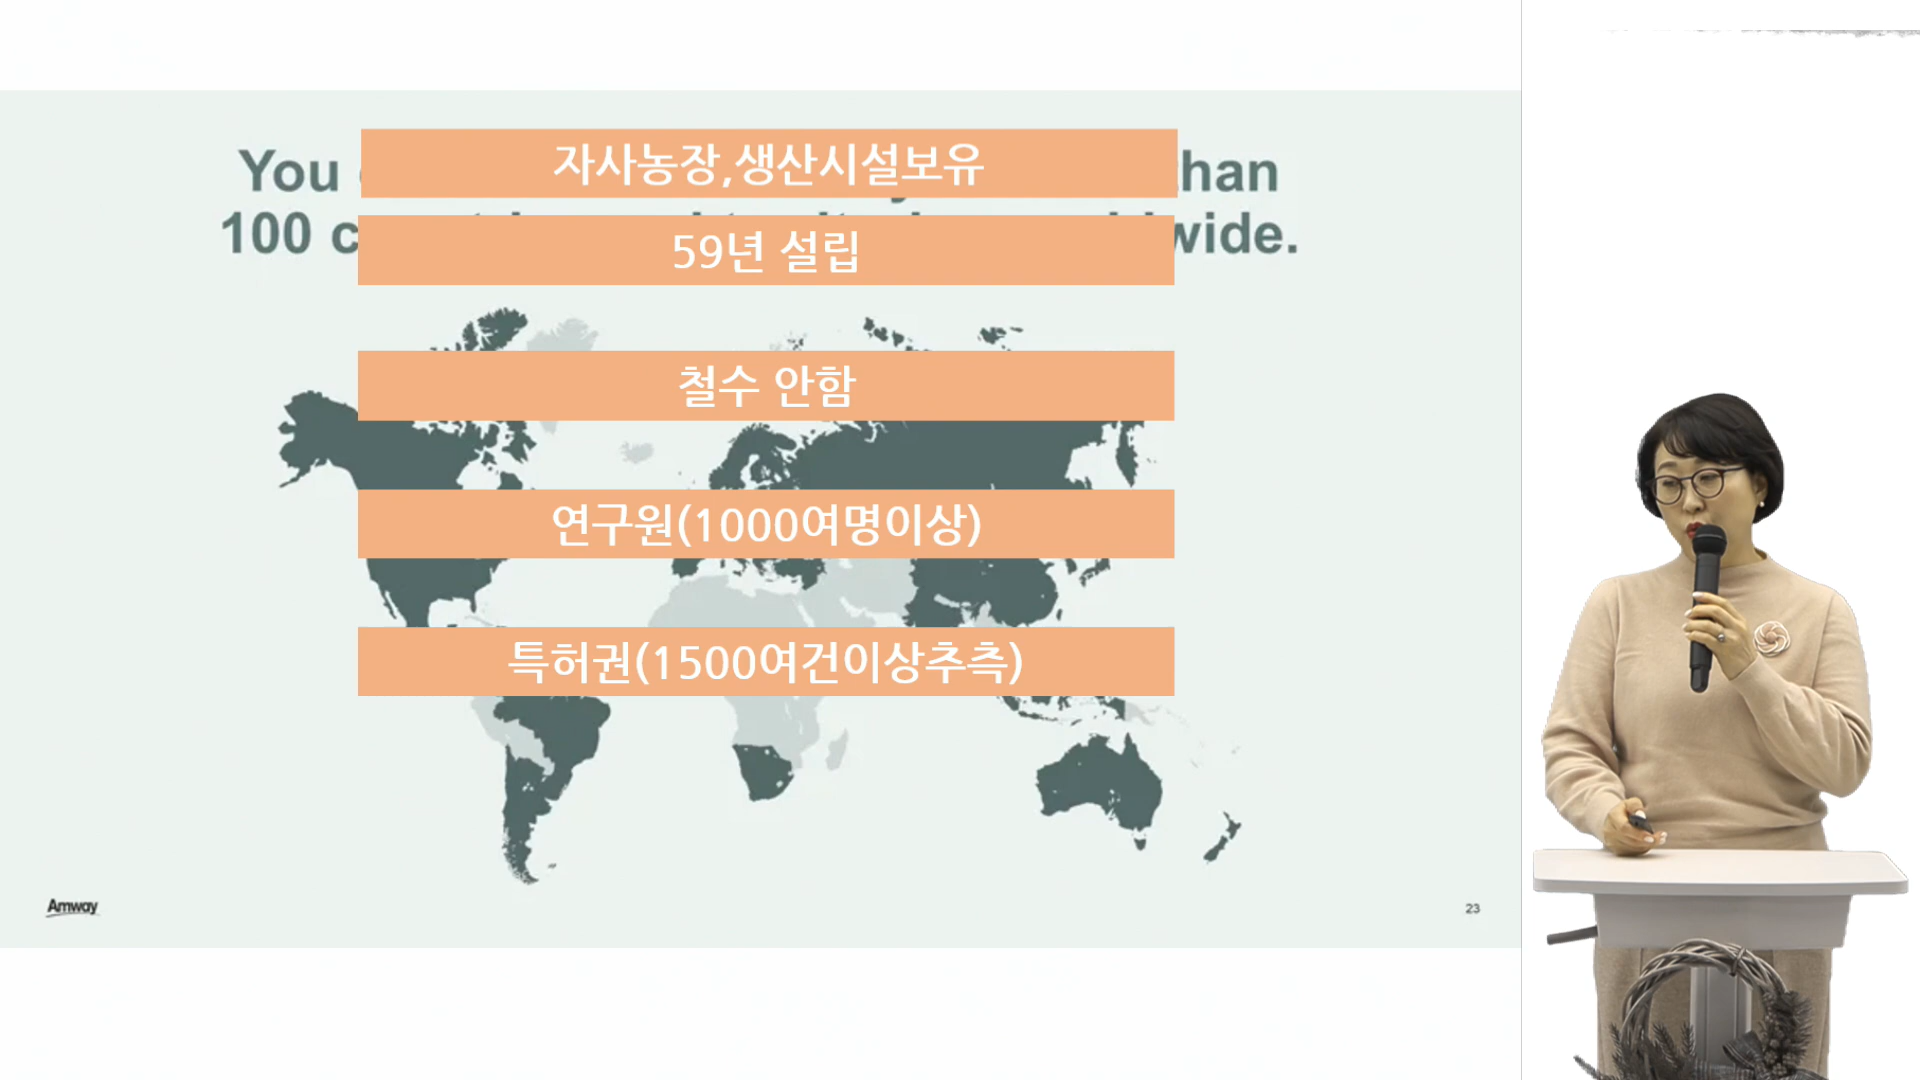 자사농장,생산시설보유
You han
59년 설립
100 c wide.
철수 안함
연구원(1000여명이상)
특허권(1500여건이상추측)
Amway
23